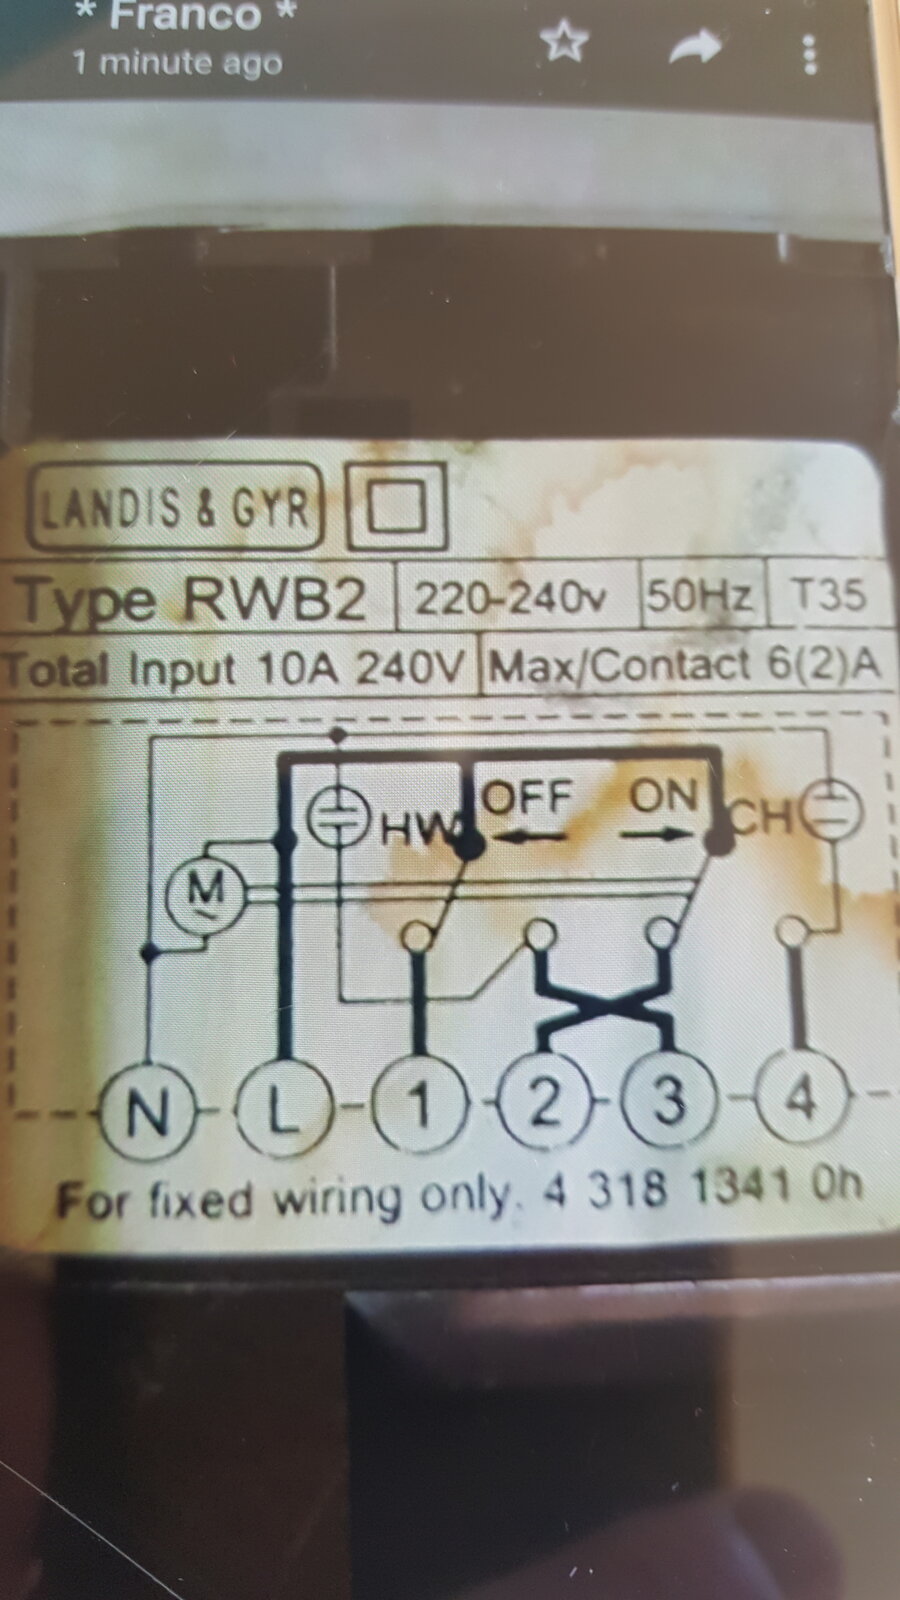 * Franco *
1 minute ago
LANDIS & GYR
Type RWB2 220-240v 50Hz T35
Total Input 10A 240V Max/Contact 6(2)A
HW OFF ON CH
M
N L 1 2 3 4
For fixed wiring only. 4 318 1341 0h